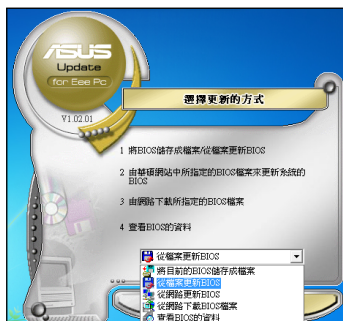 ASUS
Update
for Eee Pc
V1.02.01
選擇更新的方式
1 將BIOS儲存成檔案/從檔案更新BIOS
2 由華碩網站中所指定的BIOS檔案來更新系統的
BIOS
3 由網路下載所指定的BIOS檔案
4 查看BIOS的資料
從檔案更新BIOS
將目前的BIOS儲存成檔案
從檔案更新BIOS
從網路更新BIOS
從網路下載BIOS檔案
查看BIOS的資料